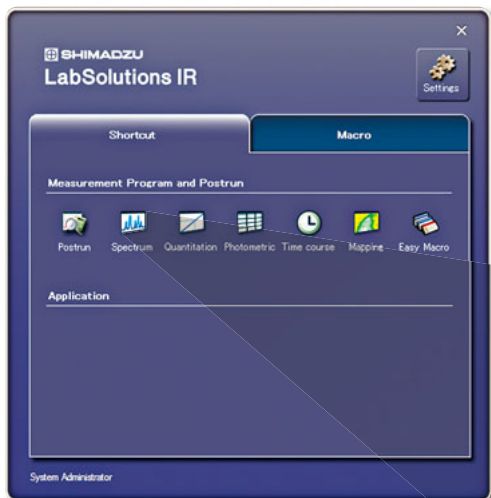 SHIMADZU
LabSolutions IR
Settings
Shortcut Macro
Measurement Program and Postrun
Postrun Spectrum Quantitation Photometric Time course Mapping Easy Macro
Application
System Administrator